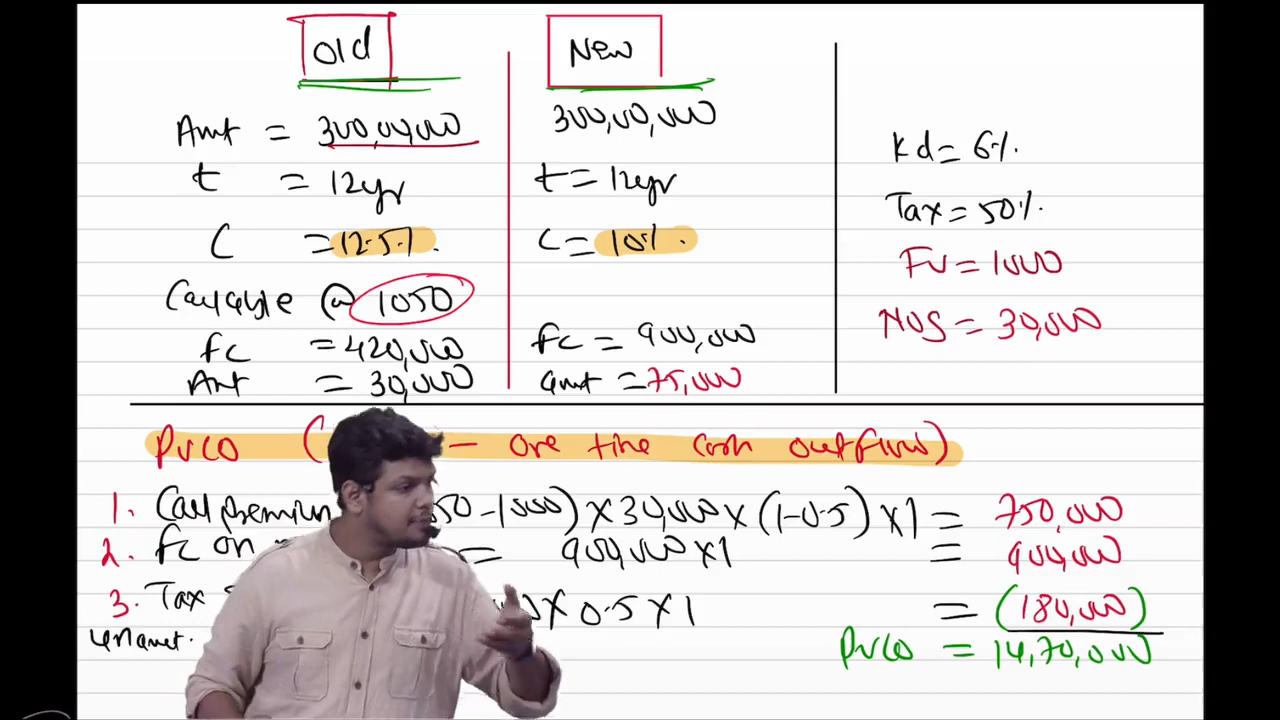 Old
Amt = 300,00,000
t = 12yr
C = 12.5%.
Callable @ 1050
fc = 420,000
Amt = 30,000
New
300,00,000
t = 12yr
C = 10%.
fc = 900,000
amt = 75,000
Kd = 6%.
Tax = 50%.
FV = 1000
NOS = 30,000
PVCO ( — one time cash outflows)
1. Call premium 50 - 1000) × 30,000 × (1-0.5) × 1 = 750,000
2. fc on = 900,000 × 1 = 900,000
3. Tax × 0.5 × 1 = (180,000)
unamort.
PVCO = 14,70,000